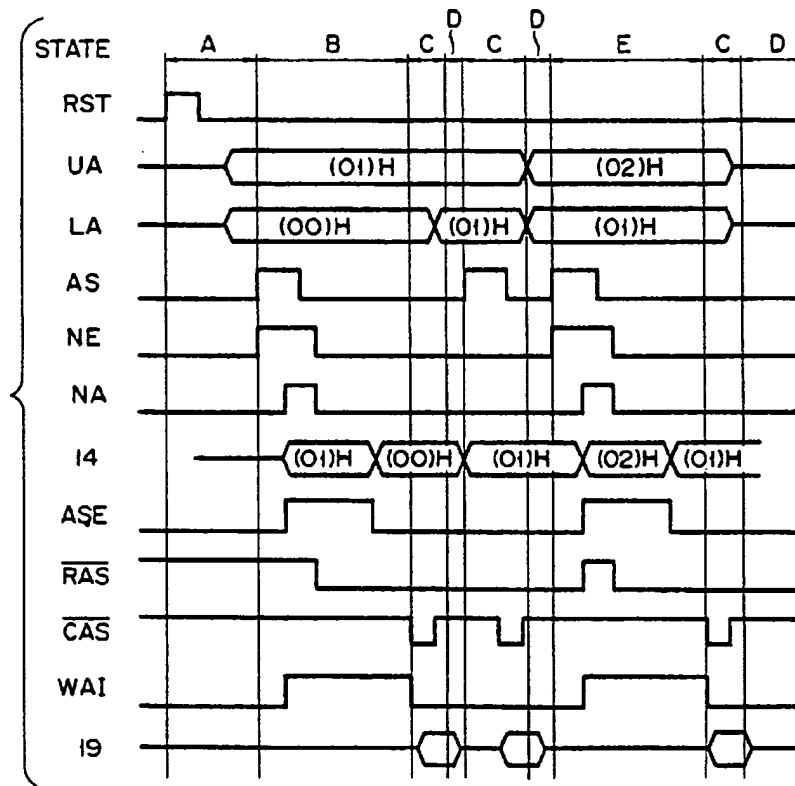 STATE A B C D C D E C D
RST
UA (01)H (02)H
LA (00)H (01)H (01)H
AS
NE
NA
14 (01)H (00)H (01)H (02)H (01)H
ASE
RAS
CAS
WAI
19